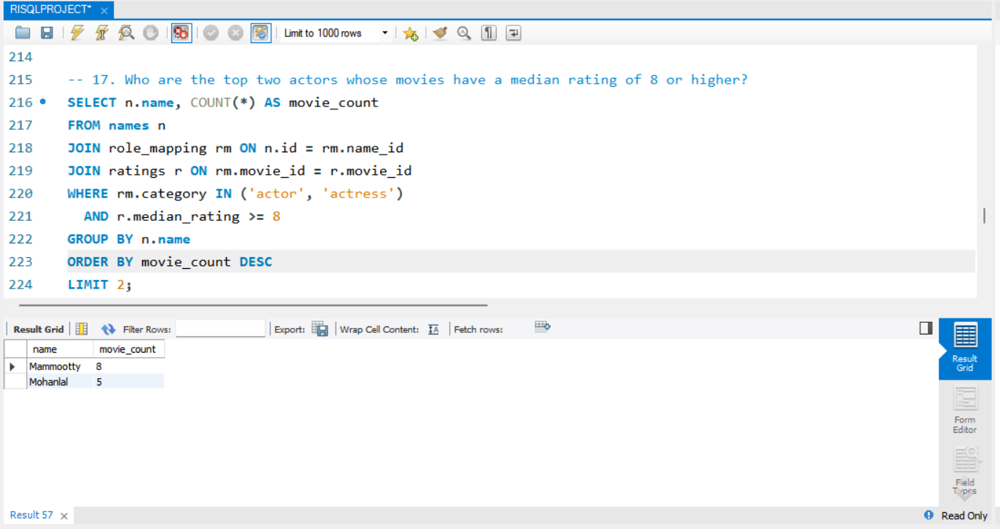 RISQLPROJECT*
Limit to 1000 rows
214
215 -- 17. Who are the top two actors whose movies have a median rating of 8 or higher?
216 SELECT n.name, COUNT(*) AS movie_count
217 FROM names n
218 JOIN role_mapping rm ON n.id = rm.name_id
219 JOIN ratings r ON rm.movie_id = r.movie_id
220 WHERE rm.category IN ('actor', 'actress')
221 AND r.median_rating >= 8
222 GROUP BY n.name
223 ORDER BY movie_count DESC
224 LIMIT 2;
Result Grid Filter Rows: Export: Wrap Cell Content: Fetch rows:
name movie_count
Mammootty 8
Mohanlal 5
Result
Grid
Form
Editor
Field
Types
Result 57 Read Only